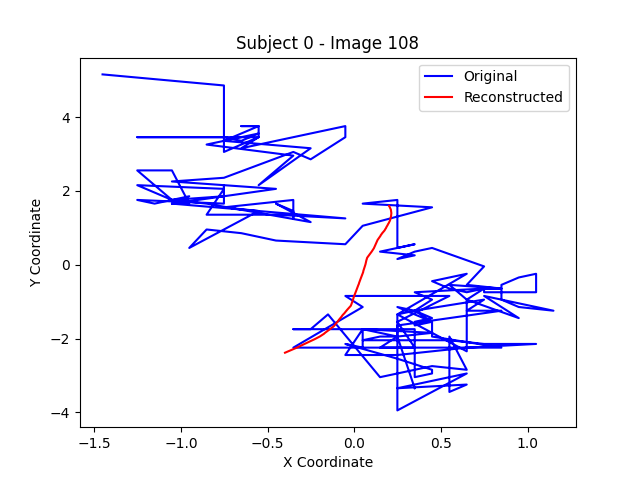 Subject 0 - Image 108
Original
Reconstructed
Y Coordinate
4
2
0
−2
−4
−1.5 −1.0 −0.5 0.0 0.5 1.0
X Coordinate